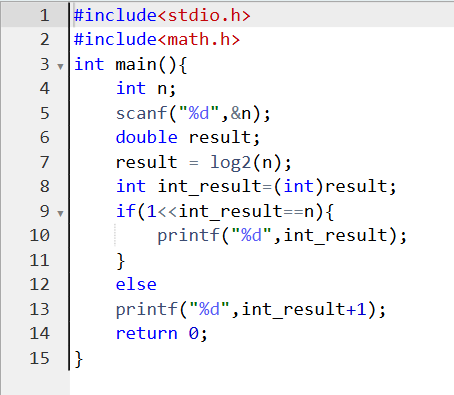 1 #include<stdio.h>
2 #include<math.h>
3 int main(){
4     int n;
5     scanf("%d",&n);
6     double result;
7     result = log2(n);
8     int int_result=(int)result;
9     if(1<<int_result==n){
10         printf("%d",int_result);
11     }
12     else
13     printf("%d",int_result+1);
14     return 0;
15 }